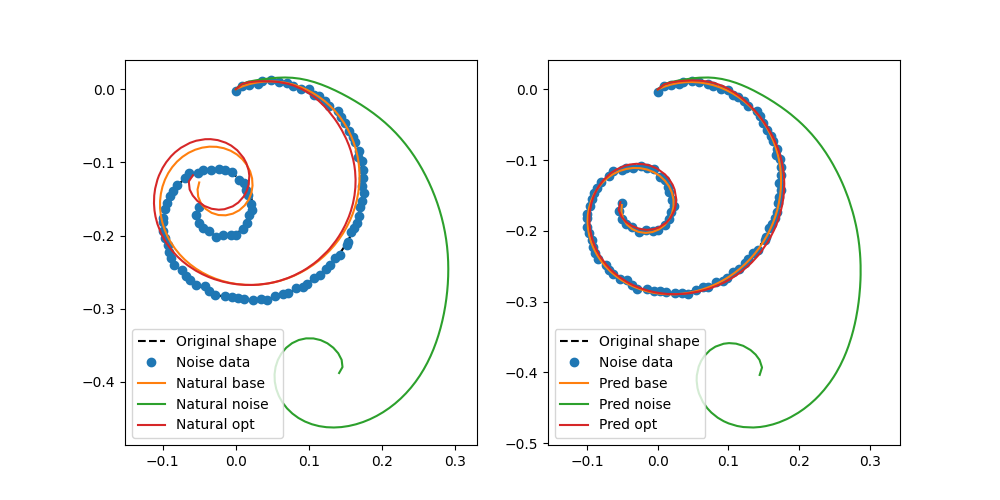 0.0
−0.1
−0.2
−0.3
−0.4
−0.1
0.0
0.1
0.2
0.3
Original shape
Noise data
Natural base
Natural noise
Natural opt
0.0
−0.1
−0.2
−0.3
−0.4
−0.5
−0.1
0.0
0.1
0.2
0.3
Original shape
Noise data
Pred base
Pred noise
Pred opt